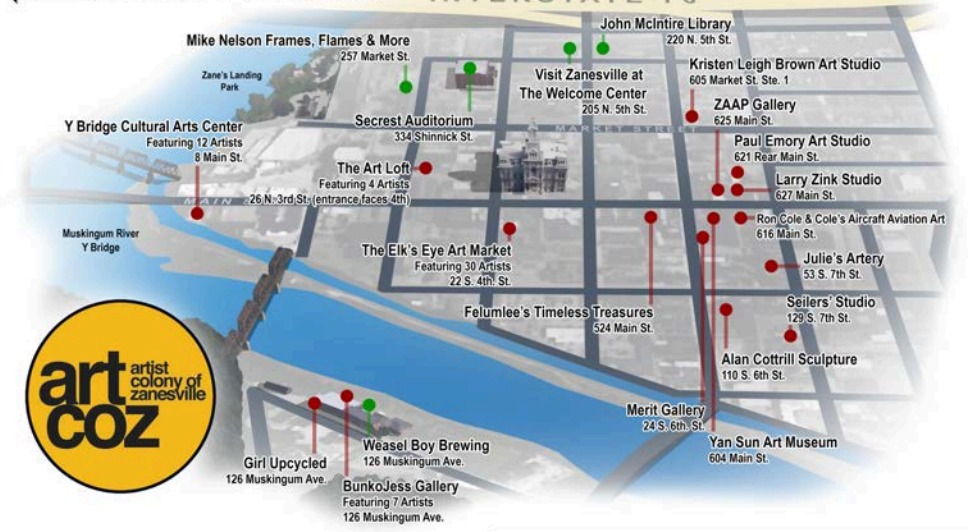 John McIntire Library
220 N. 5th St.
Mike Nelson Frames, Flames & More
257 Market St.
Zane's Landing
Park
Visit Zanesville at
The Welcome Center
205 N. 5th St.
Kristen Leigh Brown Art Studio
605 Market St. Ste. 1
Secrest Auditorium
334 Shinnick St.
MARKET STREET
ZAAP Gallery
625 Main St.
Y Bridge Cultural Arts Center
Featuring 12 Artists
8 Main St.
Paul Emory Art Studio
621 Rear Main St.
The Art Loft
Featuring 4 Artists
26 N. 3rd St. (entrance faces 4th)
Larry Zink Studio
627 Main St.
MAIN
Muskingum River
Y Bridge
Ron Cole & Cole's Aircraft Aviation Art
616 Main St.
The Elk's Eye Art Market
Featuring 30 Artists
22 S. 4th. St.
Julie's Artery
53 S. 7th St.
Felumlee's Timeless Treasures
524 Main St.
Seilers' Studio
129 S. 7th St.
Alan Cottrill Sculpture
110 S. 6th St.
art
coz
artist
colony of
zanesville
Merit Gallery
24 S. 6th. St.
Yan Sun Art Museum
604 Main St.
Weasel Boy Brewing
126 Muskingum Ave.
Girl Upcycled
126 Muskingum Ave.
BunkoJess Gallery
Featuring 7 Artists
126 Muskingum Ave.